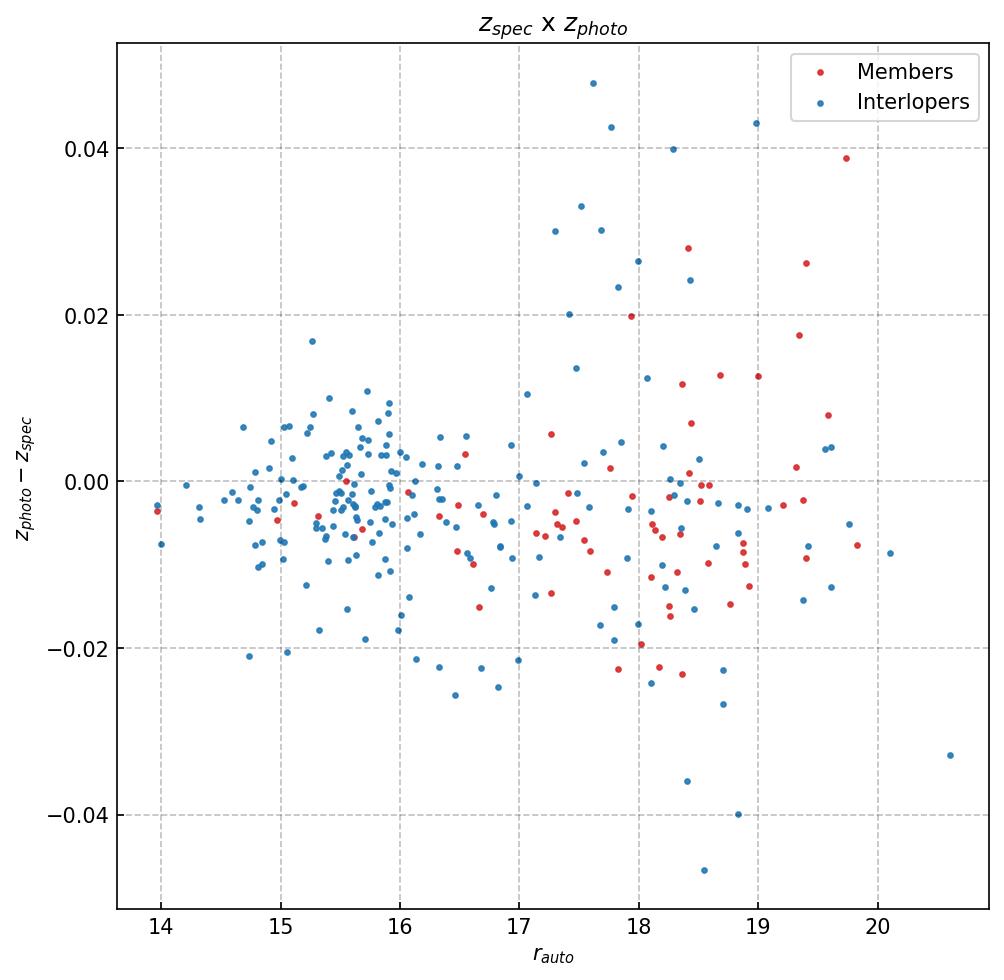 z_spec x z_photo
Members
Interlopers
0.04
0.02
0.00
−0.02
−0.04
z_photo − z_spec
14 15 16 17 18 19 20
r_auto